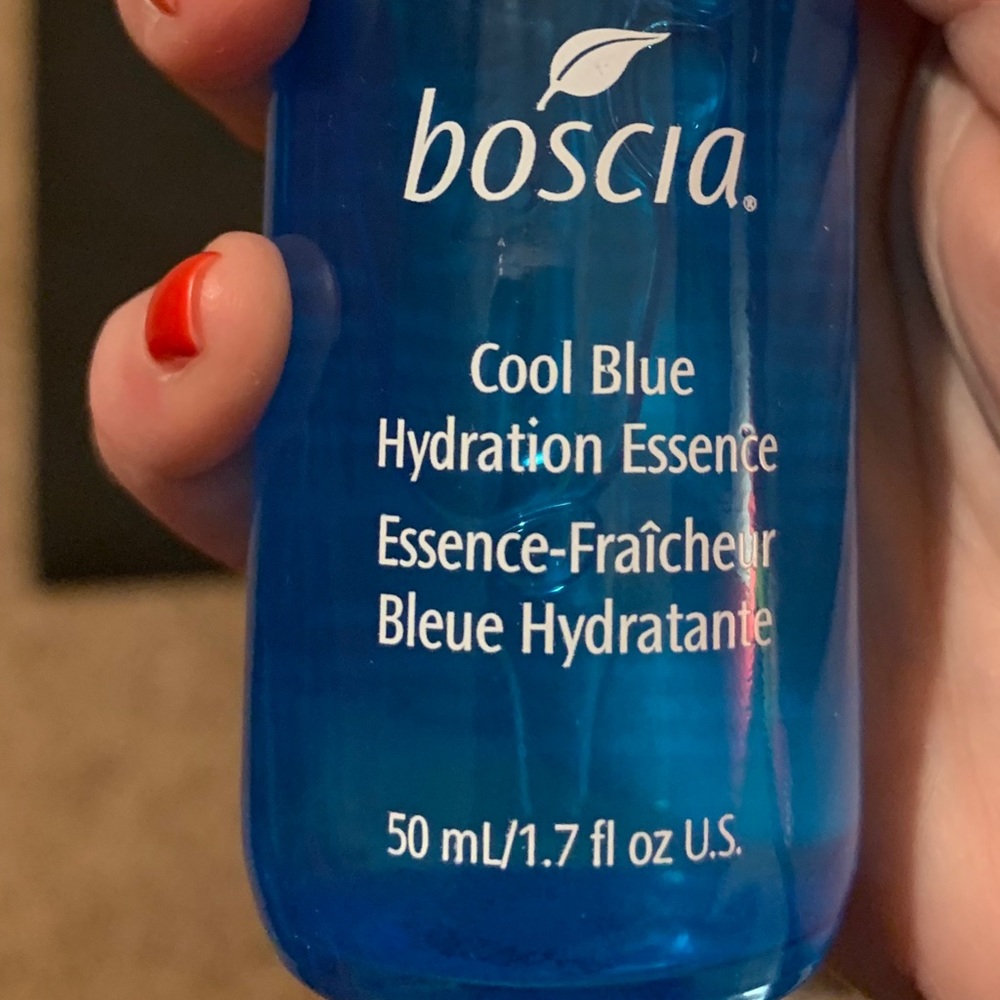 boscia®
Cool Blue
Hydration Essence
Essence-Fraîcheur
Bleue Hydratante
50 mL/1.7 fl oz U.S.